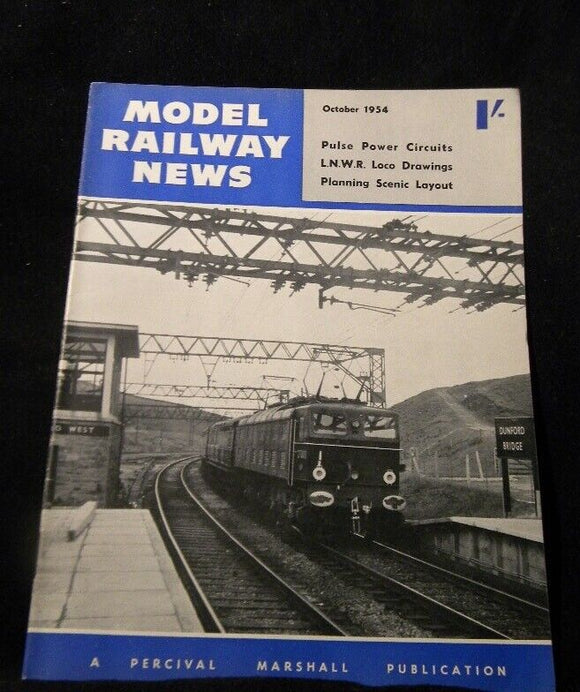 MODEL
RAILWAY
NEWS
October 1954
1/-
Pulse Power Circuits
L.N.W.R. Loco Drawings
Planning Scenic Layout
WEST
DUNFORD
BRIDGE
A PERCIVAL MARSHALL PUBLICATION